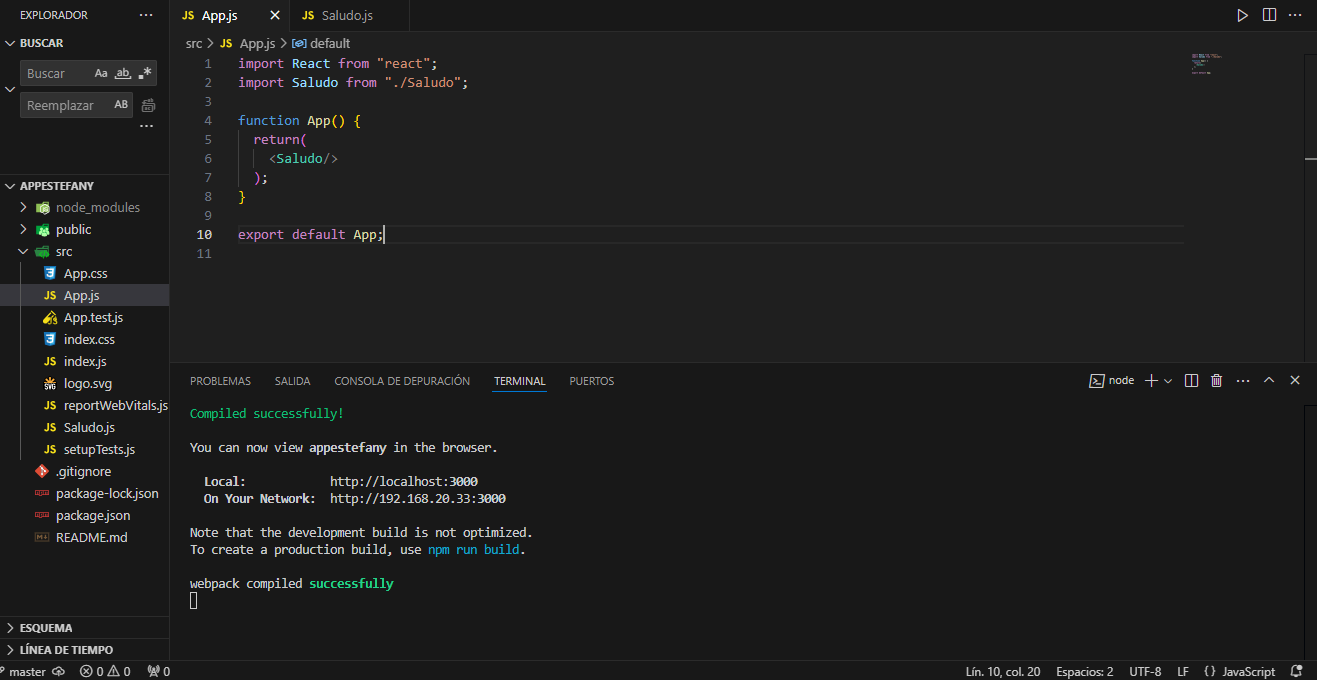 EXPLORADOR ···
BUSCAR
Buscar Aa ab .*
Reemplazar AB
···
APPESTEFANY
node_modules
public
src
App.css
App.js
App.test.js
index.css
index.js
logo.svg
reportWebVitals.js
Saludo.js
setupTests.js
.gitignore
package-lock.json
package.json
README.md
ESQUEMA
LÍNEA DE TIEMPO
JS App.js JS Saludo.js
src > JS App.js > default
1 import React from "react";
2 import Saludo from "./Saludo";
3
4 function App() {
5   return(
6     <Saludo/>
7   );
8 }
9
10 export default App;
11
PROBLEMAS SALIDA CONSOLA DE DEPURACIÓN TERMINAL PUERTOS node
Compiled successfully!
You can now view appestefany in the browser.
Local: http://localhost:3000
On Your Network: http://192.168.20.33:3000
Note that the development build is not optimized.
To create a production build, use npm run build.
webpack compiled successfully
master 0 0 0 Lín. 10, col. 20 Espacios: 2 UTF-8 LF {} JavaScript